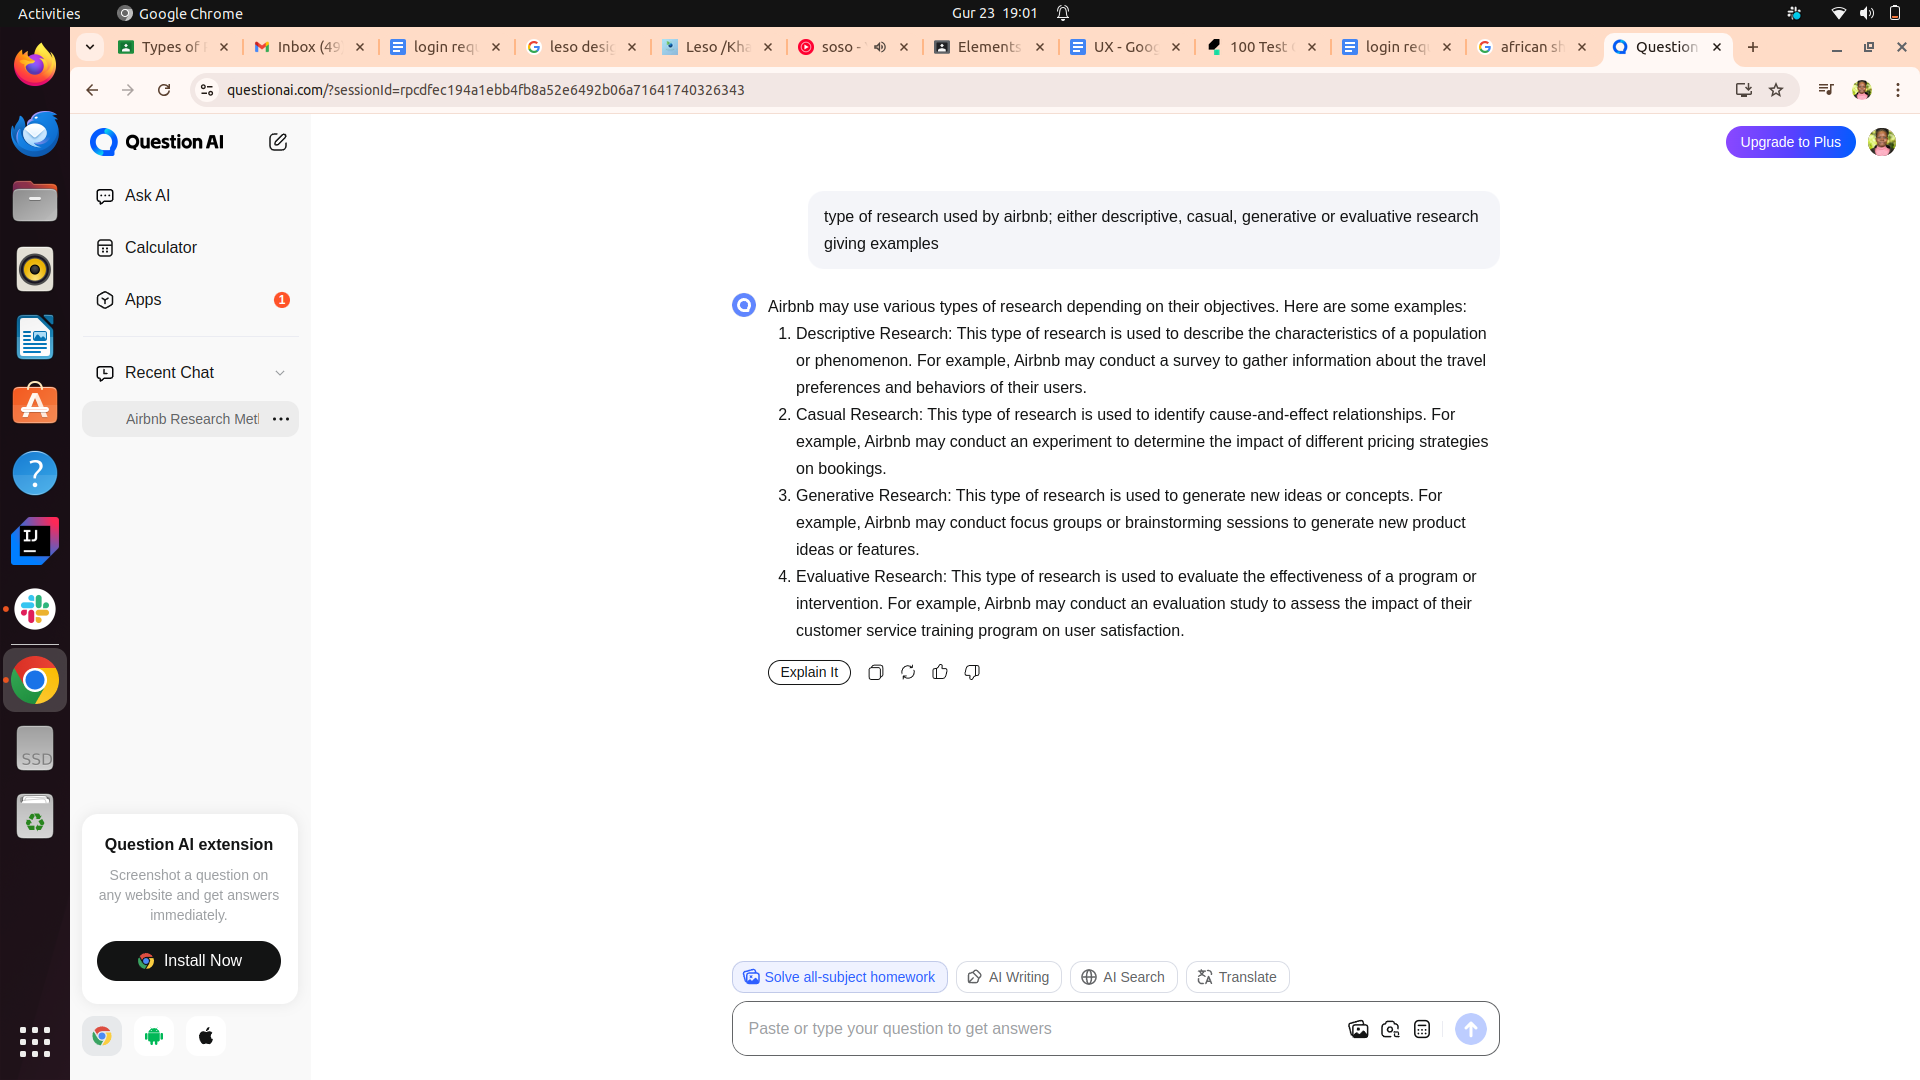 Activities
Google Chrome
Gur 23 19:01
Types of
Inbox (49
login requ
leso desig
Leso /Kha
soso -
Elements
UX - Goog
100 Test
login requ
african sh
Question
questionai.com/?sessionId=rpcdfec194a1ebb4fb8a52e6492b06a71641740326343
Question AI
Upgrade to Plus
Ask AI
Calculator
Apps
1
Recent Chat
Airbnb Research Met
type of research used by airbnb; either descriptive, casual, generative or evaluative research
giving examples
Airbnb may use various types of research depending on their objectives. Here are some examples:
1. Descriptive Research: This type of research is used to describe the characteristics of a population
or phenomenon. For example, Airbnb may conduct a survey to gather information about the travel
preferences and behaviors of their users.
2. Casual Research: This type of research is used to identify cause-and-effect relationships. For
example, Airbnb may conduct an experiment to determine the impact of different pricing strategies
on bookings.
3. Generative Research: This type of research is used to generate new ideas or concepts. For
example, Airbnb may conduct focus groups or brainstorming sessions to generate new product
ideas or features.
4. Evaluative Research: This type of research is used to evaluate the effectiveness of a program or
intervention. For example, Airbnb may conduct an evaluation study to assess the impact of their
customer service training program on user satisfaction.
Explain It
IJ
SSD
Question AI extension
Screenshot a question on
any website and get answers
immediately.
Install Now
Solve all-subject homework
AI Writing
AI Search
Translate
Paste or type your question to get answers